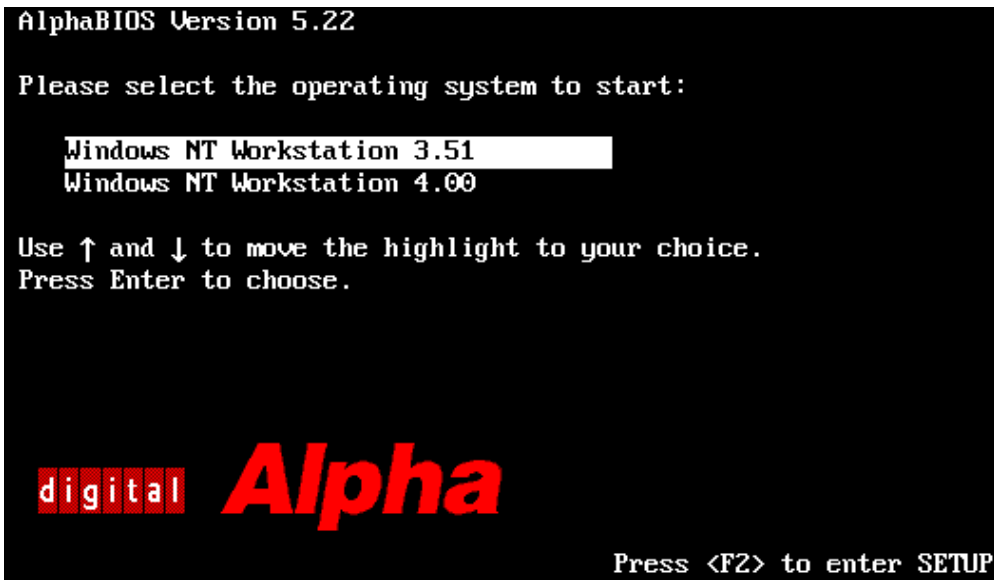 AlphaBIOS Version 5.22
Please select the operating system to start:
Windows NT Workstation 3.51
Windows NT Workstation 4.00
Use ↑ and ↓ to move the highlight to your choice.
Press Enter to choose.
digital Alpha
Press <F2> to enter SETUP